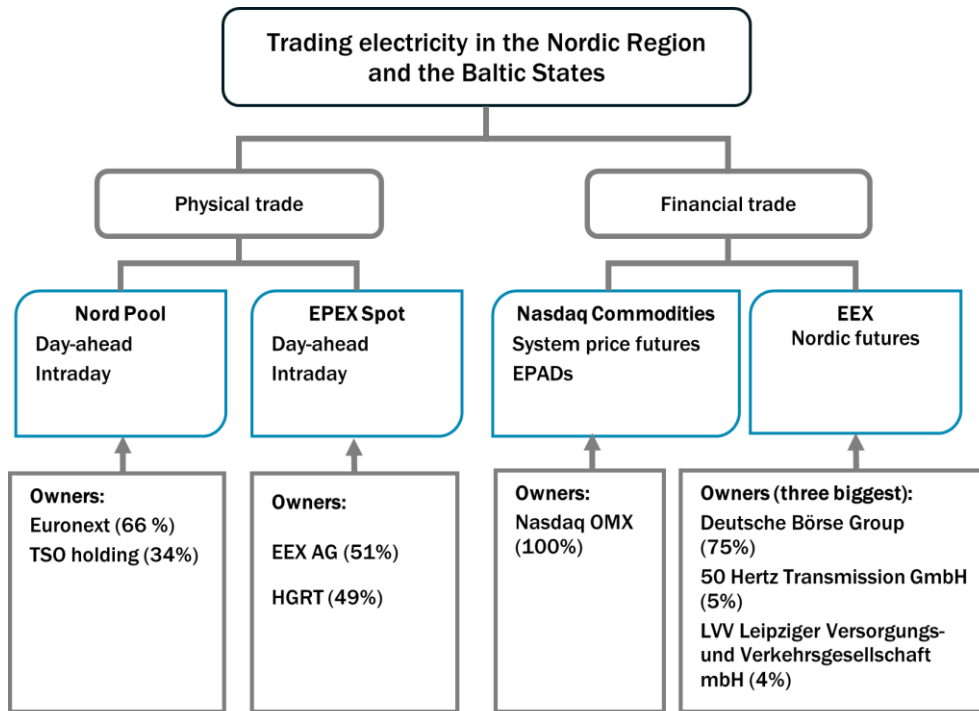 Trading electricity in the Nordic Region
and the Baltic States
Physical trade
Financial trade
Nord Pool
Day-ahead
Intraday
EPEX Spot
Day-ahead
Intraday
Nasdaq Commodities
System price futures
EPADs
EEX
Nordic futures
Owners:
Euronext (66 %)
TSO holding (34%)
Owners:
EEX AG (51%)
HGRT (49%)
Owners:
Nasdaq OMX
(100%)
Owners (three biggest):
Deutsche Börse Group
(75%)
50 Hertz Transmission GmbH
(5%)
LVV Leipziger Versorgungs-
und Verkehrsgesellschaft
mbH (4%)